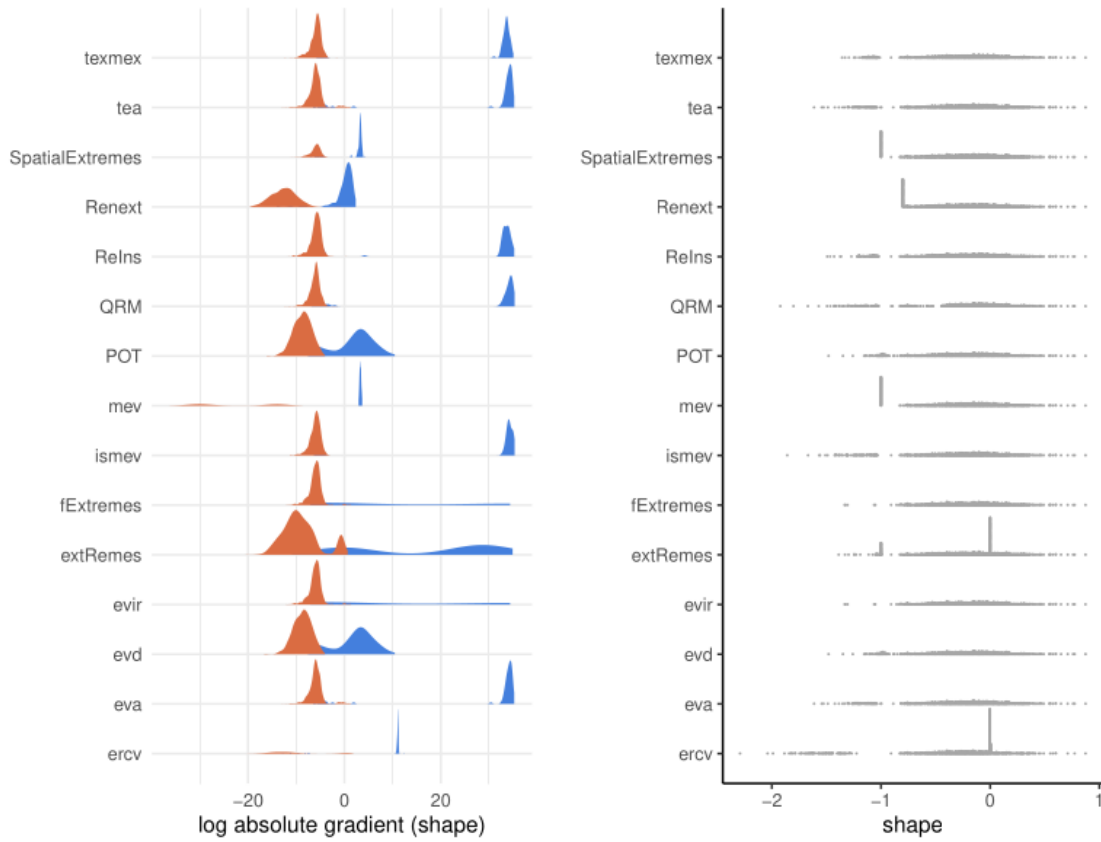 texmex
tea
SpatialExtremes
Renext
ReIns
QRM
POT
mev
ismev
fExtremes
extRemes
evir
evd
eva
ercv
−20 0 20
log absolute gradient (shape)
texmex
tea
SpatialExtremes
Renext
ReIns
QRM
POT
mev
ismev
fExtremes
extRemes
evir
evd
eva
ercv
−2 −1 0 1
shape